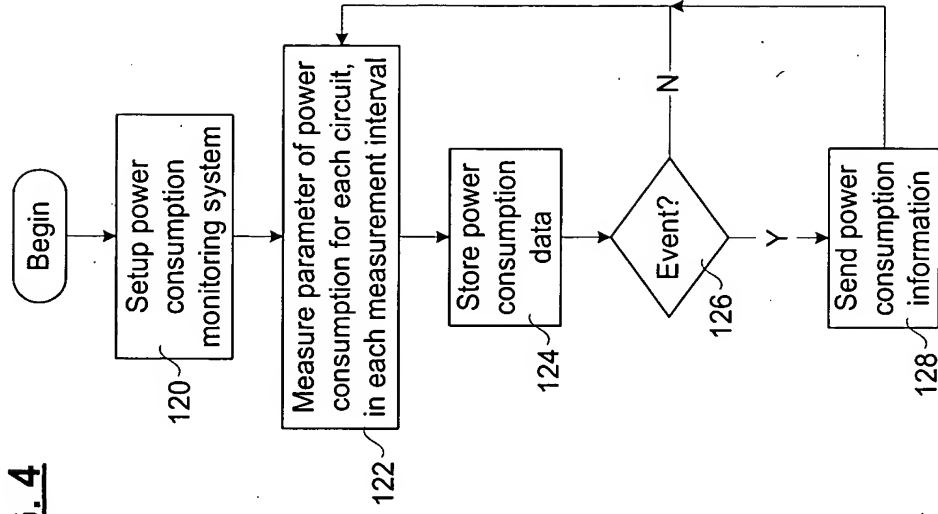 . 4
Begin
Setup power
consumption
monitoring system
120
Measure parameter of power
consumption for each circuit,
in each measurement interval
122
Store power
consumption
data
124
Event?
126
N
Y
Send power
consumption
information
128